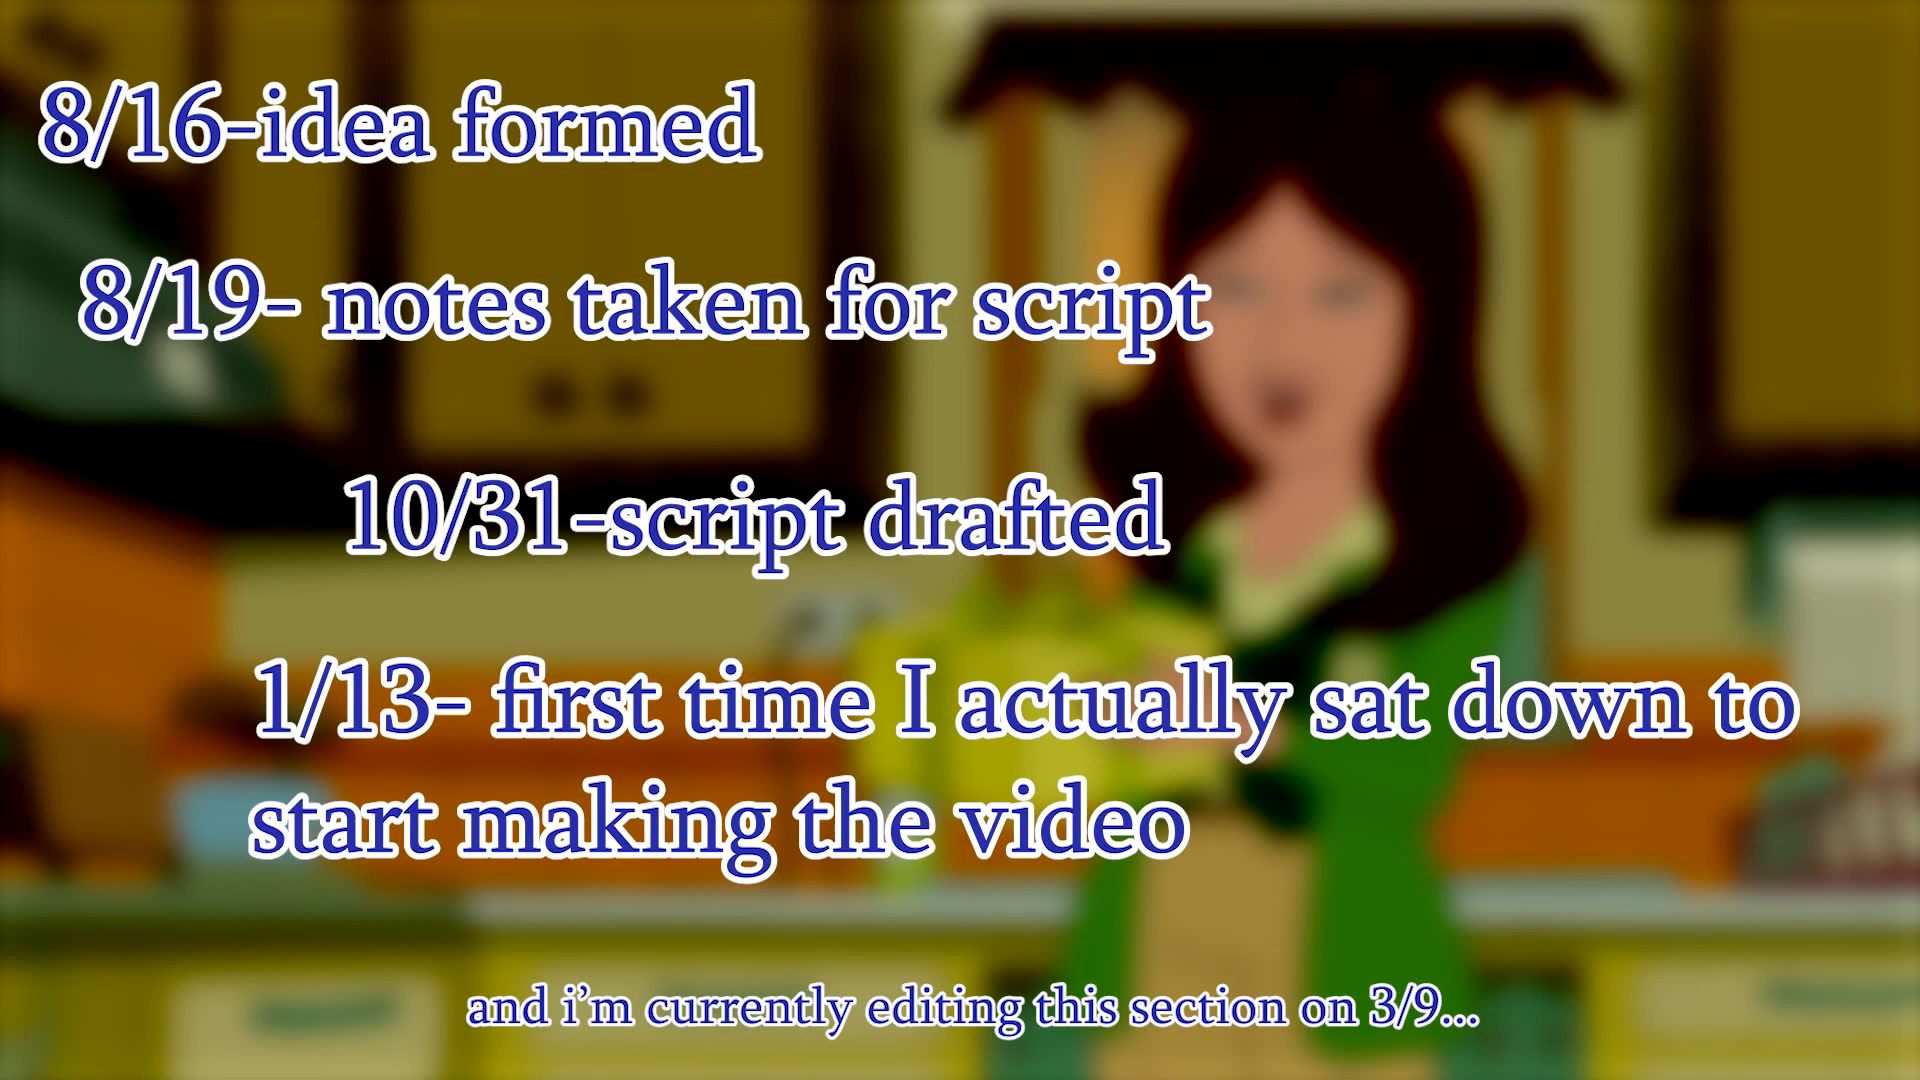 8/16-idea formed
8/19- notes taken for script
10/31-script drafted
1/13- first time I actually sat down to
start making the video
and i’m currently editing this section on 3/9...